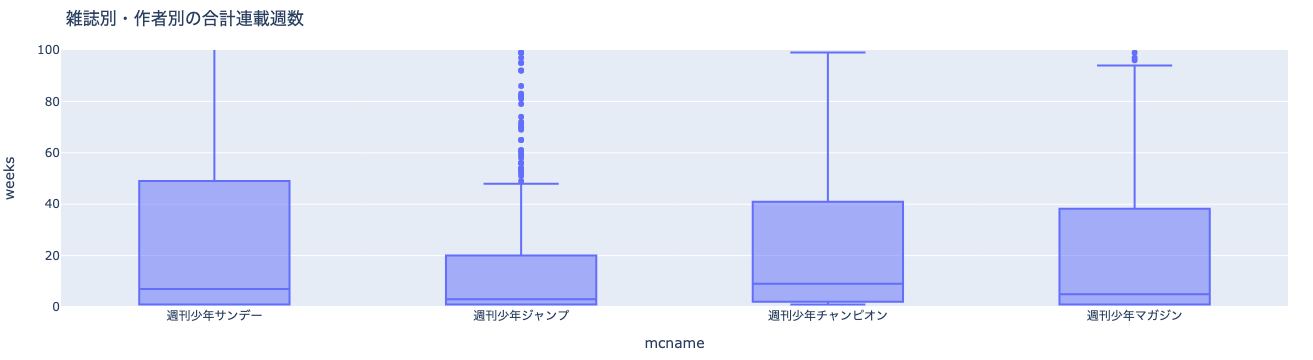 雑誌別・作者別の合計連載週数
100
80
60
40
20
0
weeks
週刊少年サンデー 週刊少年ジャンプ 週刊少年チャンピオン 週刊少年マガジン
mcname